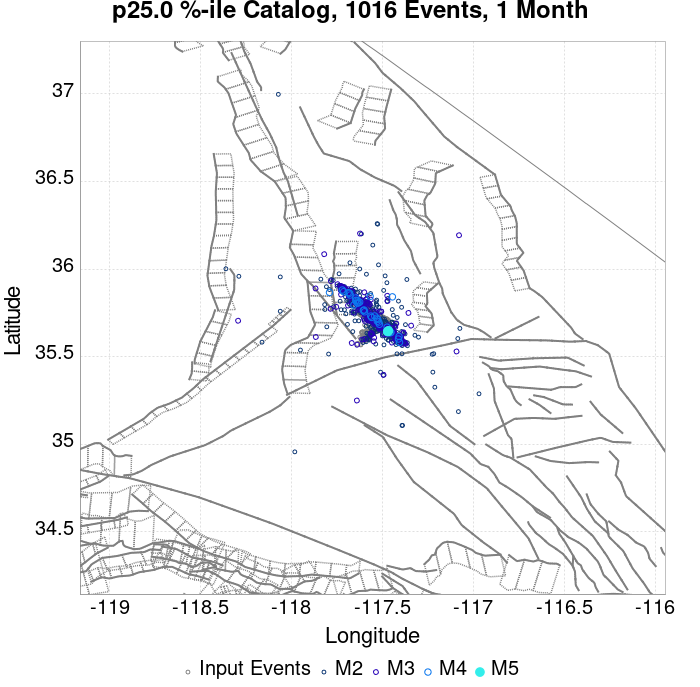 p25.0 %-ile Catalog, 1016 Events, 1 Month
37
36.5
36
35.5
35
34.5
Latitude
-119 -118.5 -118 -117.5 -117 -116.5 -116
Longitude
Input Events M2 M3 M4 M5